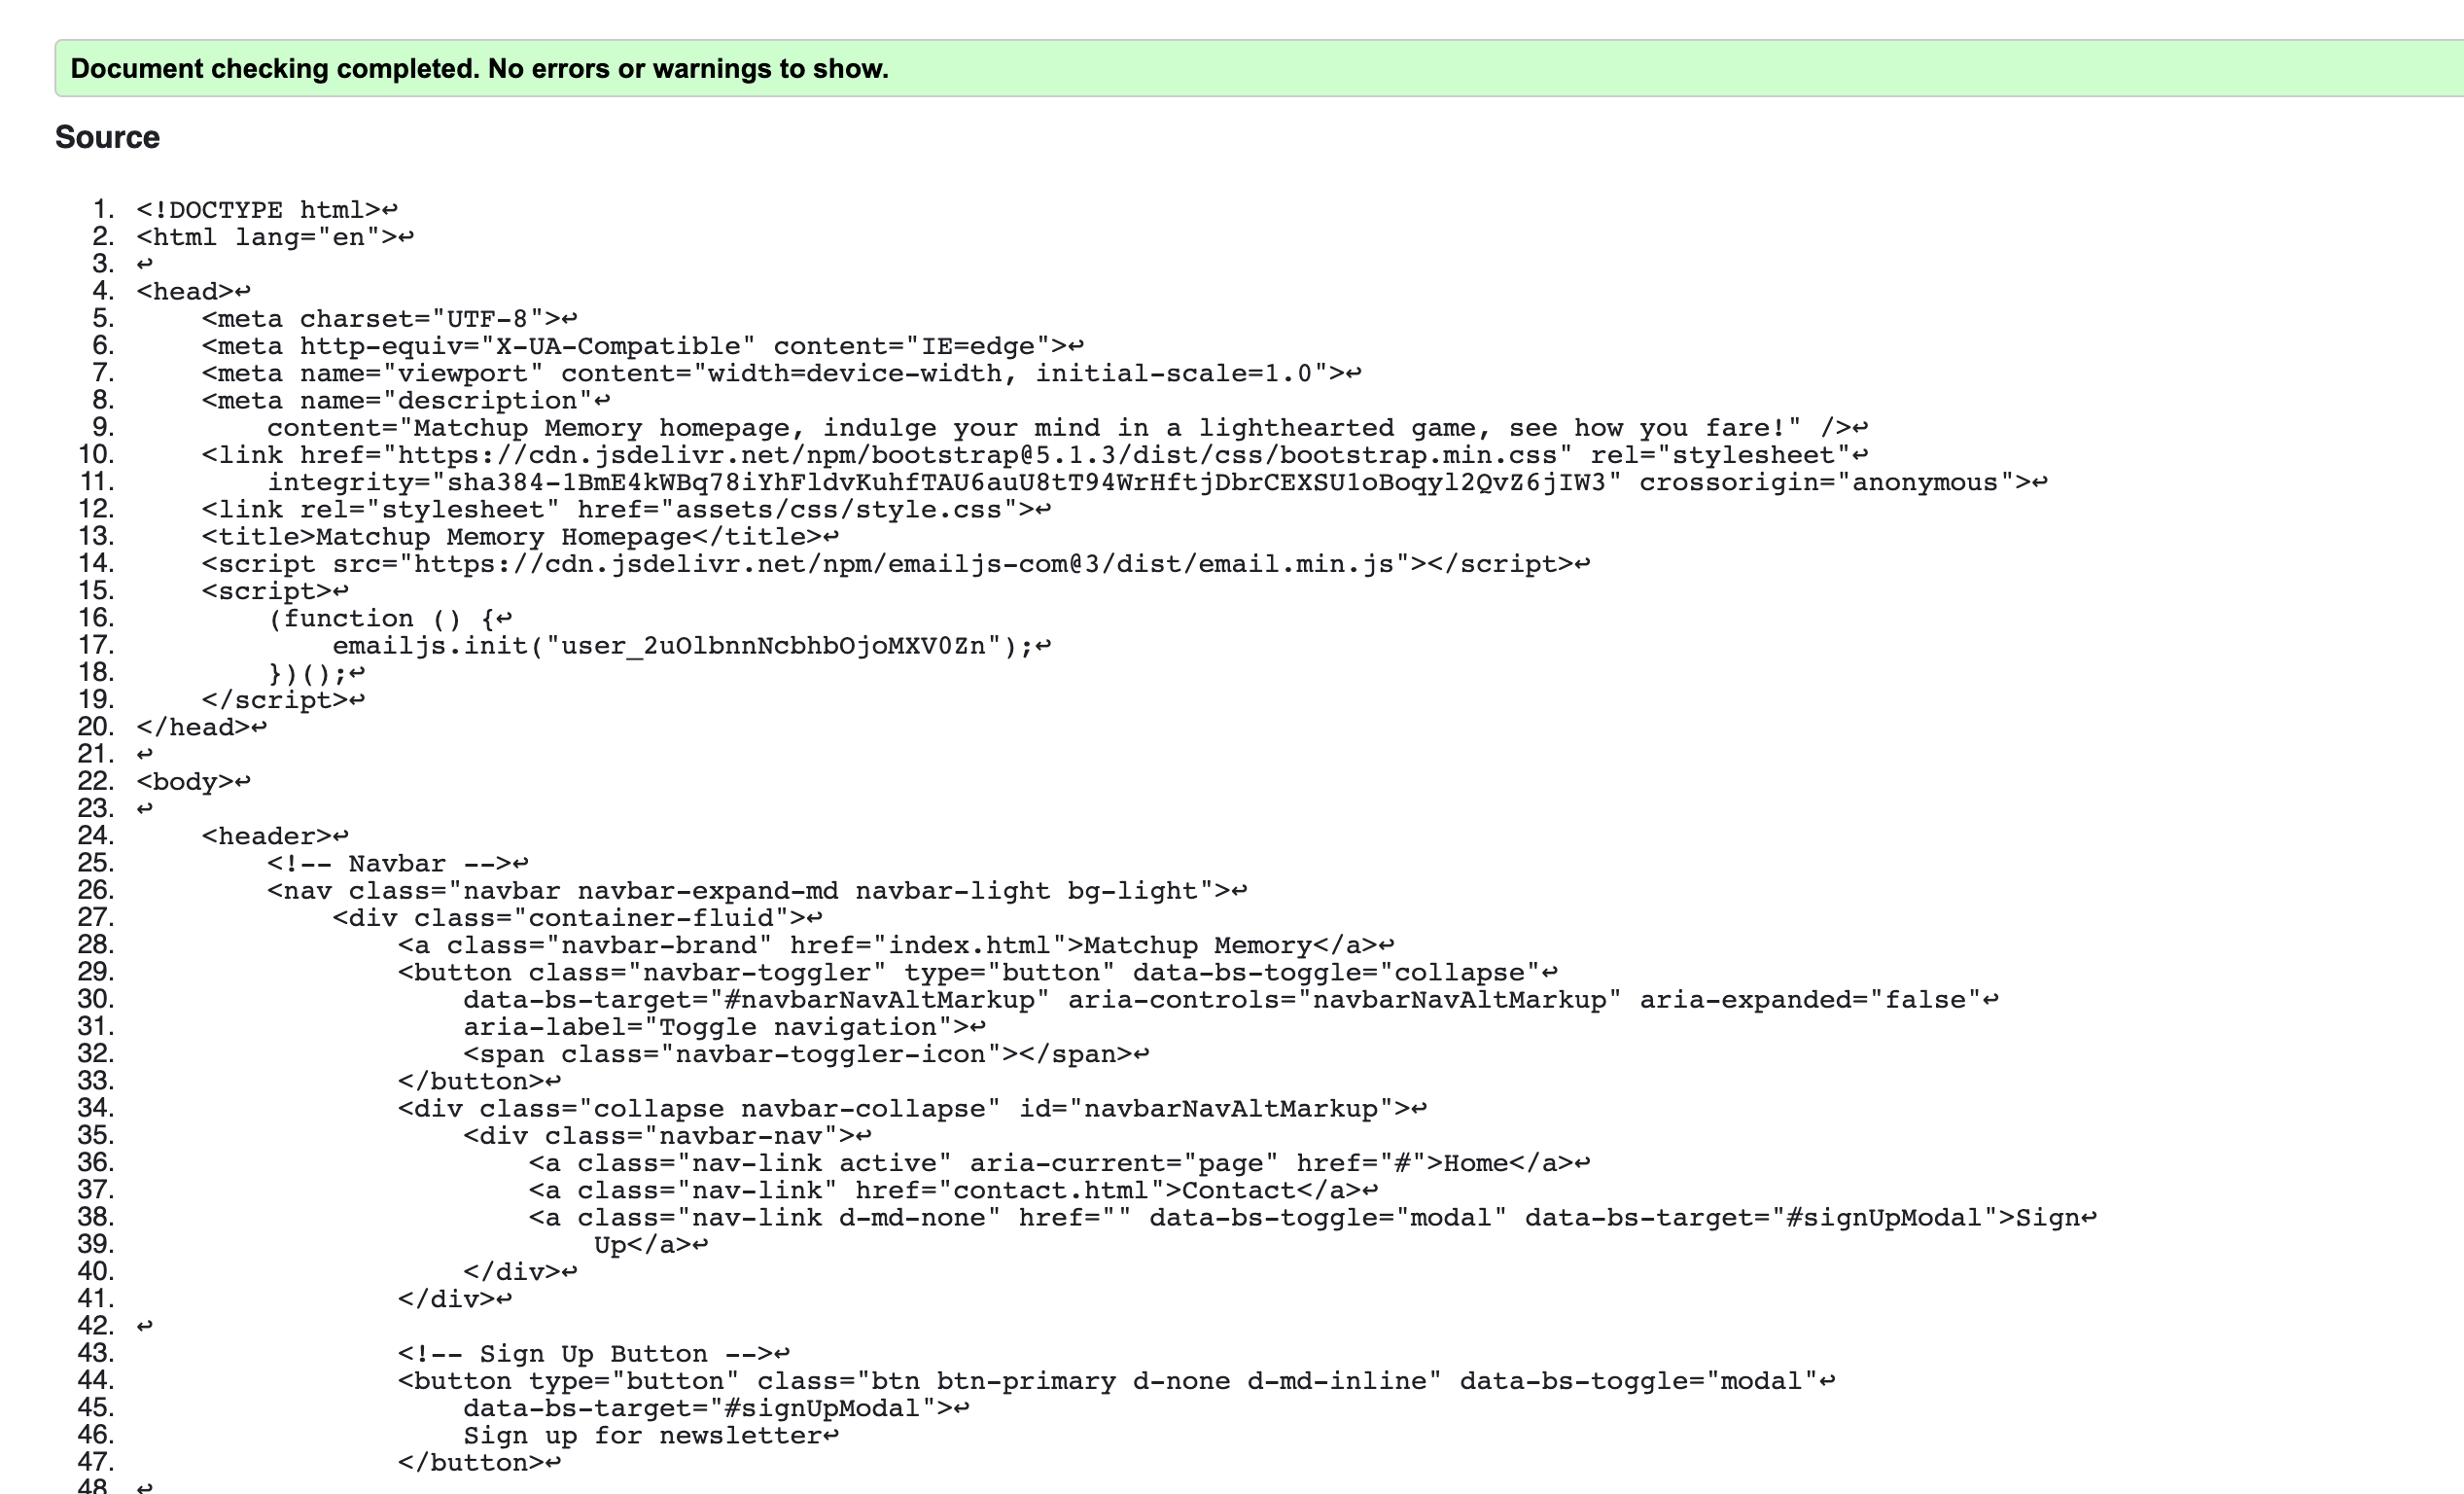 Document checking completed. No errors or warnings to show.
Source
1. <!DOCTYPE html>↩
2. <html lang="en">↩
3. ↩
4. <head>↩
5.     <meta charset="UTF-8">↩
6.     <meta http-equiv="X-UA-Compatible" content="IE=edge">↩
7.     <meta name="viewport" content="width=device-width, initial-scale=1.0">↩
8.     <meta name="description"↩
9.         content="Matchup Memory homepage, indulge your mind in a lighthearted game, see how you fare!" />↩
10.     <link href="https://cdn.jsdelivr.net/npm/bootstrap@5.1.3/dist/css/bootstrap.min.css" rel="stylesheet"↩
11.         integrity="sha384-1BmE4kWBq78iYhFldvKuhfTAU6auU8tT94WrHftjDbrCEXSU1oBoqyl2QvZ6jIW3" crossorigin="anonymous">↩
12.     <link rel="stylesheet" href="assets/css/style.css">↩
13.     <title>Matchup Memory Homepage</title>↩
14.     <script src="https://cdn.jsdelivr.net/npm/emailjs-com@3/dist/email.min.js"></script>↩
15.     <script>↩
16.         (function () {↩
17.             emailjs.init("user_2uOlbnnNcbhbOjoMXV0Zn");↩
18.         })();↩
19.     </script>↩
20. </head>↩
21. ↩
22. <body>↩
23. ↩
24.     <header>↩
25.         <!-- Navbar -->↩
26.         <nav class="navbar navbar-expand-md navbar-light bg-light">↩
27.             <div class="container-fluid">↩
28.                 <a class="navbar-brand" href="index.html">Matchup Memory</a>↩
29.                 <button class="navbar-toggler" type="button" data-bs-toggle="collapse"↩
30.                     data-bs-target="#navbarNavAltMarkup" aria-controls="navbarNavAltMarkup" aria-expanded="false"↩
31.                     aria-label="Toggle navigation">↩
32.                     <span class="navbar-toggler-icon"></span>↩
33.                 </button>↩
34.                 <div class="collapse navbar-collapse" id="navbarNavAltMarkup">↩
35.                     <div class="navbar-nav">↩
36.                         <a class="nav-link active" aria-current="page" href="#">Home</a>↩
37.                         <a class="nav-link" href="contact.html">Contact</a>↩
38.                         <a class="nav-link d-md-none" href="" data-bs-toggle="modal" data-bs-target="#signUpModal">Sign↩
39.                             Up</a>↩
40.                     </div>↩
41.                 </div>↩
42. ↩
43.                 <!-- Sign Up Button -->↩
44.                 <button type="button" class="btn btn-primary d-none d-md-inline" data-bs-toggle="modal"↩
45.                     data-bs-target="#signUpModal">↩
46.                     Sign up for newsletter↩
47.                 </button>↩
48. ↩